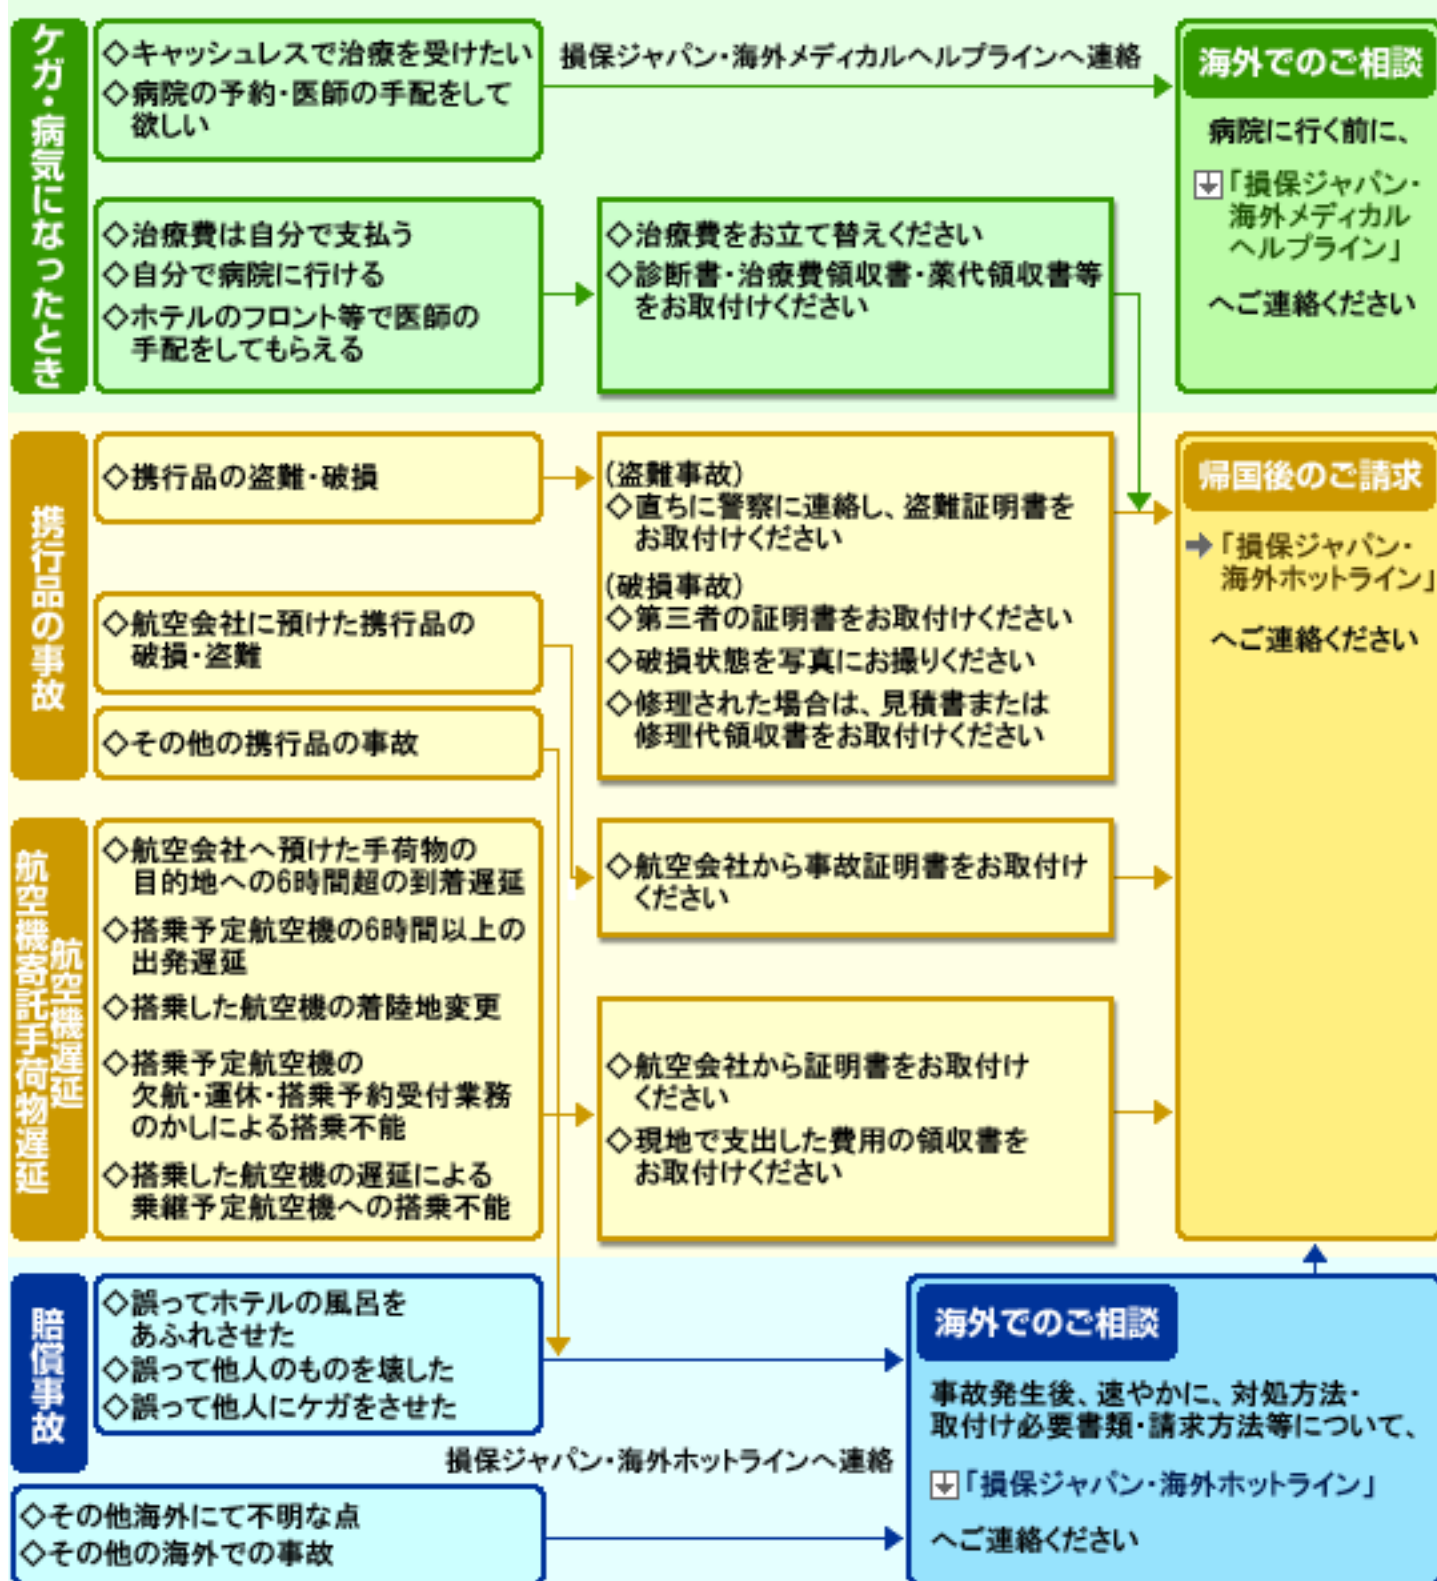 ケガ・病気になったとき
◇キャッシュレスで治療を受けたい
◇病院の予約・医師の手配をして
欲しい
損保ジャパン・海外メディカルヘルプラインへ連絡
海外でのご相談
病院に行く前に、
「損保ジャパン・
海外メディカル
ヘルプライン」
へご連絡ください
◇治療費は自分で支払う
◇自分で病院に行ける
◇ホテルのフロント等で医師の
手配をしてもらえる
◇治療費をお立て替えください
◇診断書・治療費領収書・薬代領収書等
をお取付けください
携行品の事故
◇携行品の盗難・破損
◇航空会社に預けた携行品の
破損・盗難
◇その他の携行品の事故
(盗難事故)
◇直ちに警察に連絡し、盗難証明書を
お取付けください
(破損事故)
◇第三者の証明書をお取付けください
◇破損状態を写真にお撮りください
◇修理された場合は、見積書または
修理代領収書をお取付けください
帰国後のご請求
「損保ジャパン・
海外ホットライン」
へご連絡ください
航空機遅延
航空機寄託手荷物遅延
◇航空会社へ預けた手荷物の
目的地への6時間超の到着遅延
◇搭乗予定航空機の6時間以上の
出発遅延
◇搭乗した航空機の着陸地変更
◇搭乗予定航空機の
欠航・運休・搭乗予約受付業務
のかしによる搭乗不能
◇搭乗した航空機の遅延による
乗継予定航空機への搭乗不能
◇航空会社から事故証明書をお取付け
ください
◇航空会社から証明書をお取付け
ください
◇現地で支出した費用の領収書を
お取付けください
賠償事故
◇誤ってホテルの風呂を
あふれさせた
◇誤って他人のものを壊した
◇誤って他人にケガをさせた
損保ジャパン・海外ホットラインへ連絡
◇その他海外にて不明な点
◇その他の海外での事故
海外でのご相談
事故発生後、速やかに、対処方法・
取付け必要書類・請求方法等について、
「損保ジャパン・海外ホットライン」
へご連絡ください